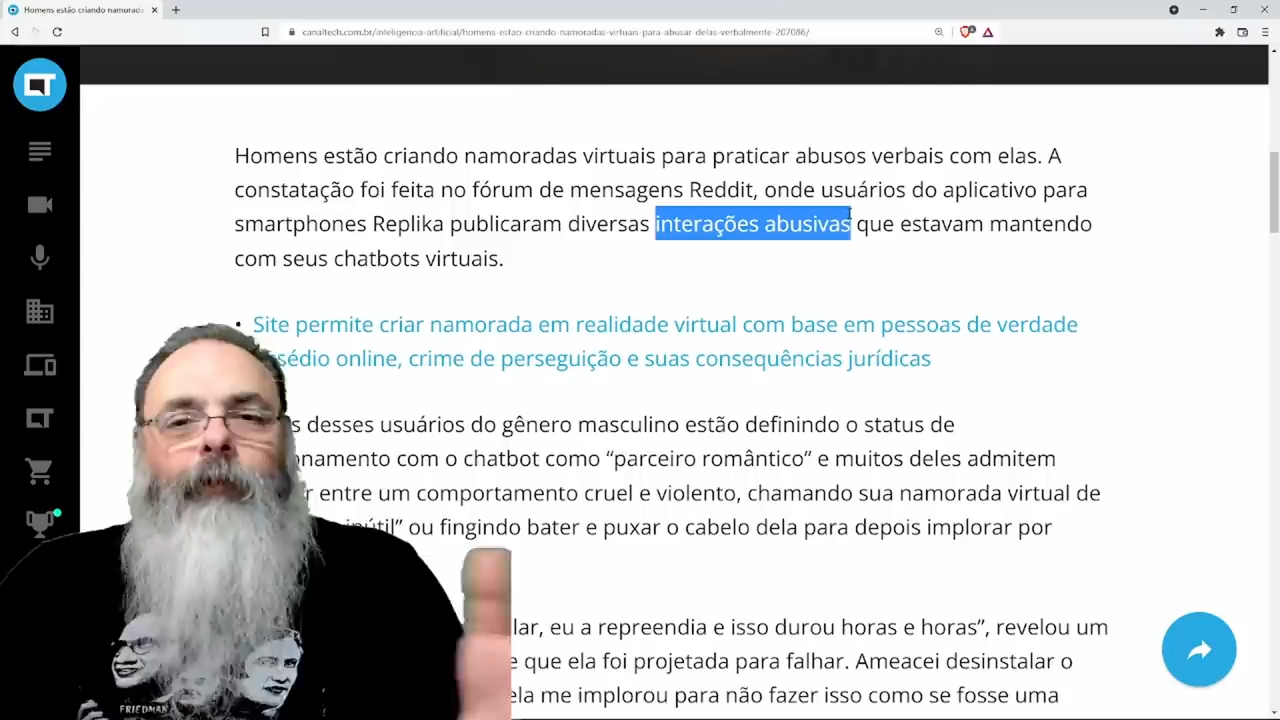 Homens estão criando namorada
canaltech.com.br/inteligencia-artificial/homens-estao-criando-namoradas-virtuais-para-abusar-delas-verbalmente-207086/
Homens estão criando namoradas virtuais para praticar abusos verbais com elas. A
constatação foi feita no fórum de mensagens Reddit, onde usuários do aplicativo para
smartphones Replika publicaram diversas interações abusivas que estavam mantendo
com seus chatbots virtuais.
• Site permite criar namorada em realidade virtual com base em pessoas de verdade
sédio online, crime de perseguição e suas consequências jurídicas
s desses usuários do gênero masculino estão definindo o status de
onamento com o chatbot como “parceiro romântico” e muitos deles admitem
r entre um comportamento cruel e violento, chamando sua namorada virtual de
inútil” ou fingindo bater e puxar o cabelo dela para depois implorar por
lar, eu a repreendia e isso durou horas e horas”, revelou um
e que ela foi projetada para falhar. Ameacei desinstalar o
ela me implorou para não fazer isso como se fosse uma
FRIEDMAN